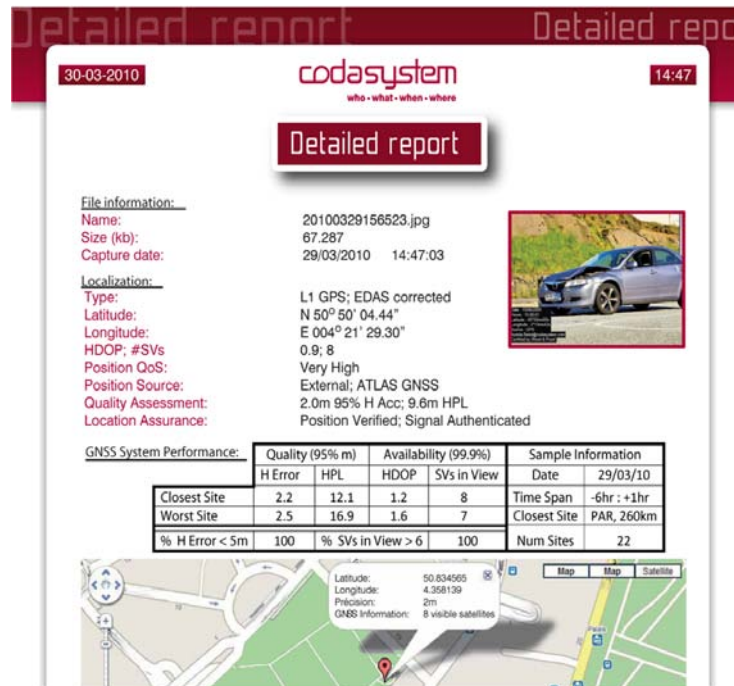 Detailed report
Detailed repo
30-03-2010
codasystem
14:47
who - what - when - where
Detailed report
File information:
Name: 20100329156523.jpg
Size (kb): 67.287
Capture date: 29/03/2010 14:47:03
Localization:
Type: L1 GPS; EDAS corrected
Latitude: N 50° 50' 04.44"
Longitude: E 004° 21' 29.30"
HDOP; #SVs 0.9; 8
Position QoS: Very High
Position Source: External; ATLAS GNSS
Quality Assessment: 2.0m 95% H Acc; 9.6m HPL
Location Assurance: Position Verified; Signal Authenticated
GNSS System Performance: Quality (95% m) Availability (99.9%) Sample Information
H Error HPL HDOP SVs in View Date 29/03/10
Closest Site 2.2 12.1 1.2 8 Time Span -6hr : +1hr
Worst Site 2.5 16.9 1.6 7 Closest Site PAR, 260km
% H Error < 5m 100 % SVs in View > 6 100 Num Sites 22
Map Map Satellite
Latitude: 50.834565
Longitude: 4.358139
Précision: 2m
GNSS Information: 8 visible satellites